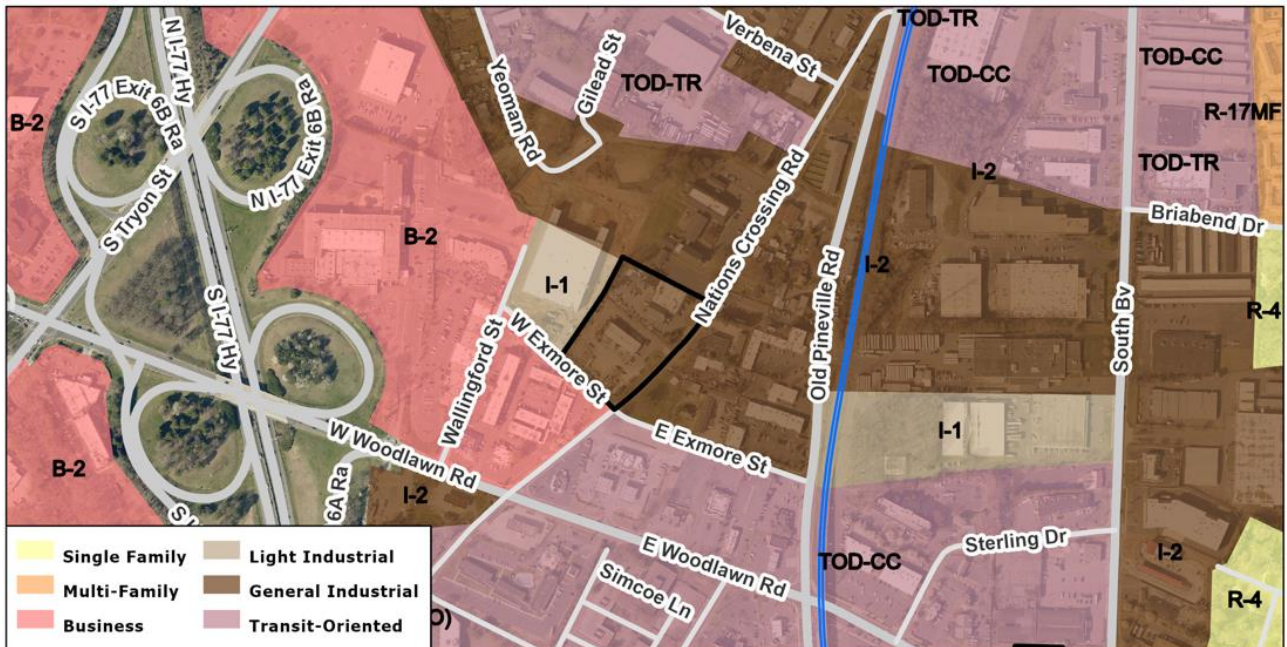 N I-77 Hy
S I-77 Exit 6B Ra
N I-77 Exit 6B Ra
S Tryon St
B-2
Yeoman Rd
Gilead St
TOD-TR
Verbena St
TOD-TR
TOD-CC
TOD-CC
R-17MF
TOD-TR
I-2
Briabend Dr
B-2
Nations Crossing Rd
Old Pineville Rd
I-2
I-1
S I-77 Hy
Wallingford St
W Exmore St
South Bv
R-4
E Exmore St
I-1
W Woodlawn Rd
B-2
6A Ra
I-2
S I
E Woodlawn Rd
Simcoe Ln
TOD-CC
Sterling Dr
I-2
R-4
O)
Single Family
Light Industrial
Multi-Family
General Industrial
Business
Transit-Oriented